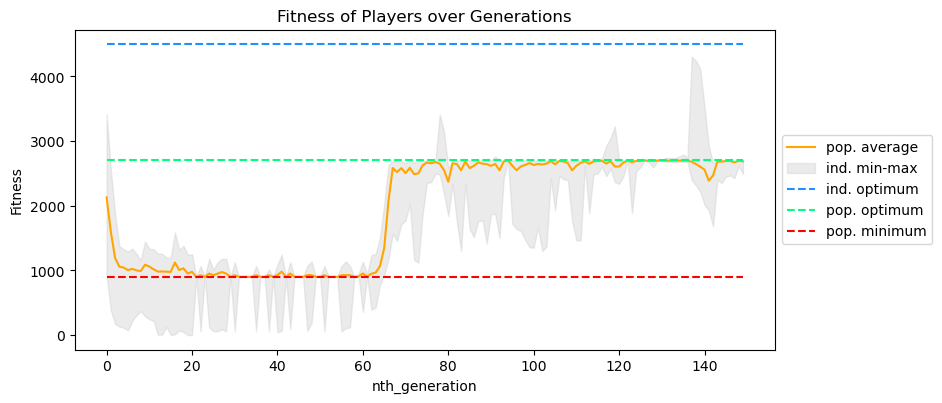 Fitness of Players over Generations
Fitness
4000
3000
2000
1000
0
0 20 40 60 80 100 120 140
nth_generation
pop. average
ind. min-max
ind. optimum
pop. optimum
pop. minimum